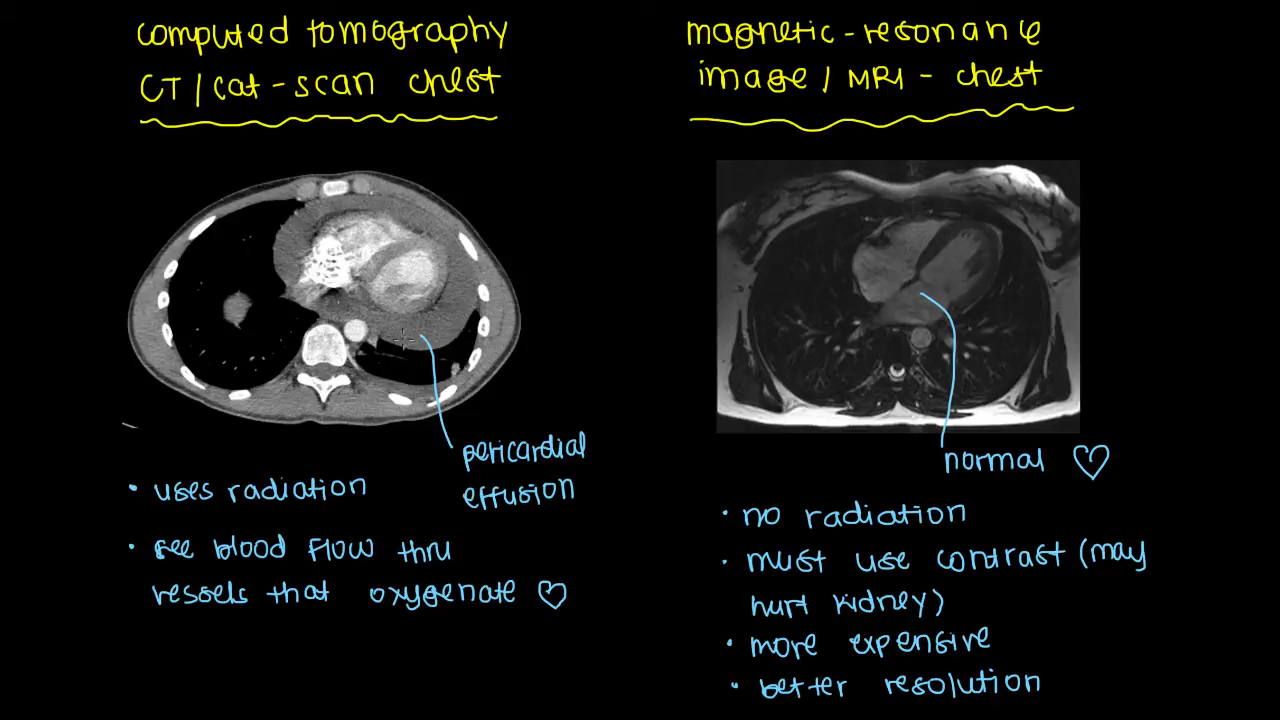 computed tomography
CT/cat-scan chest
pericardial
effusion
• uses radiation
• see blood flow thru
vessels that oxygenate ♡
magnetic-resonance
image/MRI-chest
normal ♡
• no radiation
• must use contrast (may
hurt kidney)
• more expensive
• better resolution